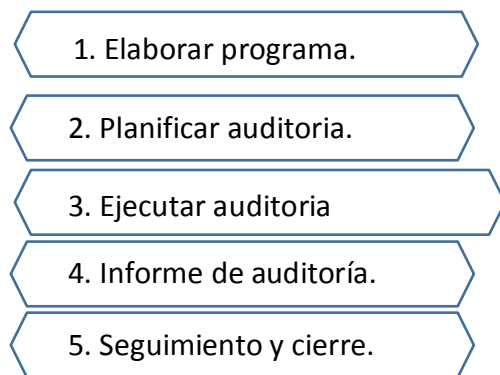 1. Elaborar programa.
2. Planificar auditoria.
3. Ejecutar auditoria
4. Informe de auditoría.
5. Seguimiento y cierre.